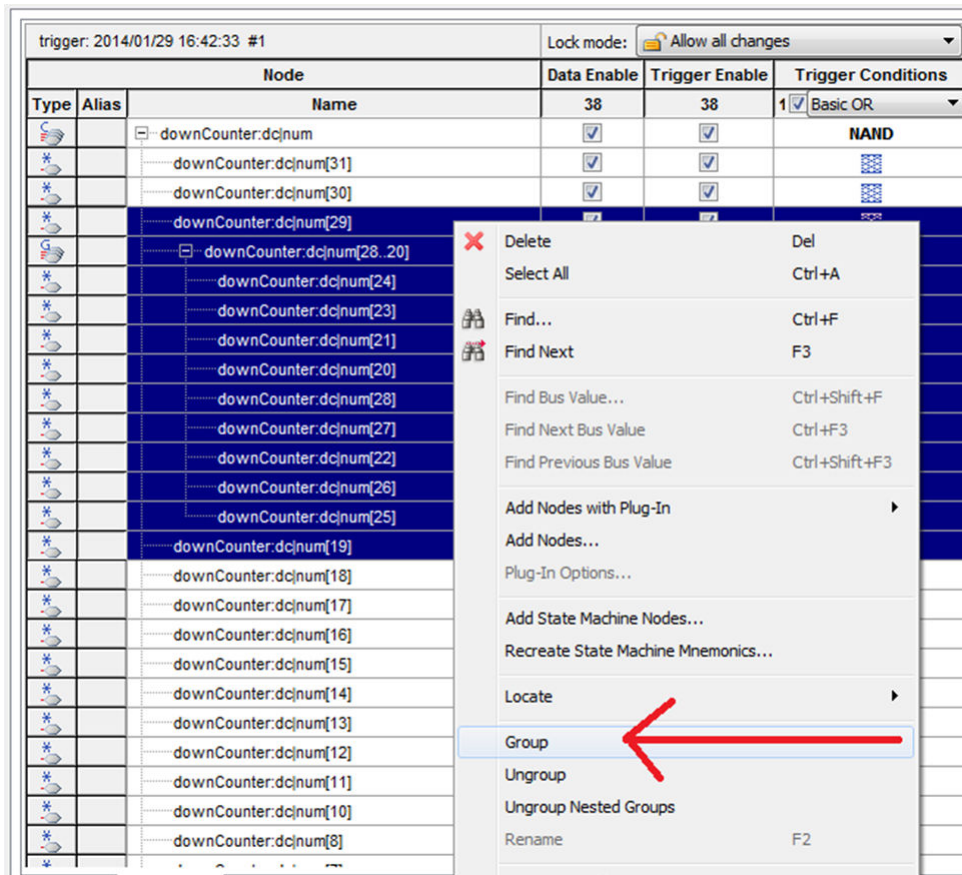 trigger: 2014/01/29 16:42:33 #1 Lock mode: Allow all changes
Node Data Enable Trigger Enable Trigger Conditions
Type Alias Name 38 38 1 Basic OR
downCounter:dc|num NAND
downCounter:dc|num[31]
downCounter:dc|num[30]
downCounter:dc|num[29]
downCounter:dc|num[28..20]
downCounter:dc|num[24]
downCounter:dc|num[23]
downCounter:dc|num[21]
downCounter:dc|num[20]
downCounter:dc|num[28]
downCounter:dc|num[27]
downCounter:dc|num[22]
downCounter:dc|num[26]
downCounter:dc|num[25]
downCounter:dc|num[19]
downCounter:dc|num[18]
downCounter:dc|num[17]
downCounter:dc|num[16]
downCounter:dc|num[15]
downCounter:dc|num[14]
downCounter:dc|num[13]
downCounter:dc|num[12]
downCounter:dc|num[11]
downCounter:dc|num[10]
downCounter:dc|num[8]
Delete Del
Select All Ctrl+A
Find... Ctrl+F
Find Next F3
Find Bus Value... Ctrl+Shift+F
Find Next Bus Value Ctrl+F3
Find Previous Bus Value Ctrl+Shift+F3
Add Nodes with Plug-In
Add Nodes...
Plug-In Options...
Add State Machine Nodes...
Recreate State Machine Mnemonics...
Locate
Group
Ungroup
Ungroup Nested Groups
Rename F2